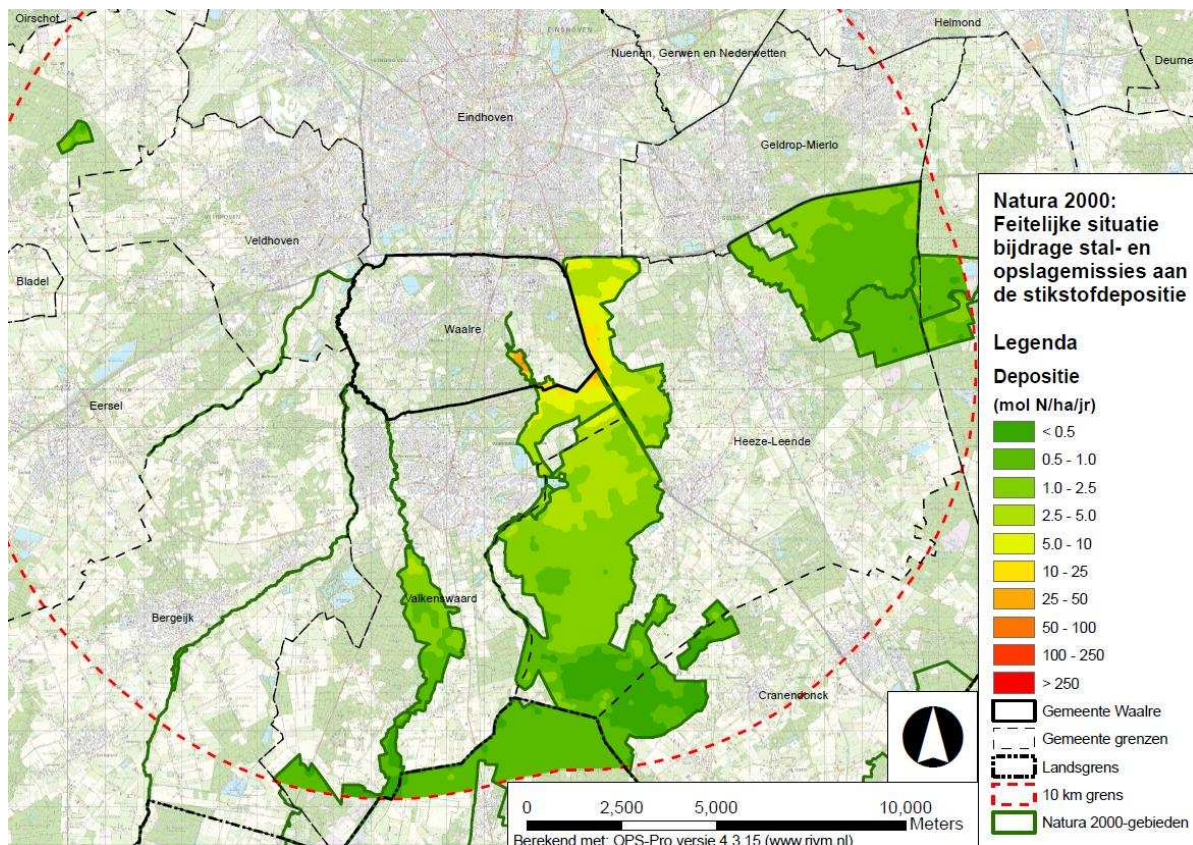 Oirschot
EINDHOVEN
Helmond
Nuenen, Gerwen en Nederwetten
Deurne
Eindhoven
Geldrop-Mierlo
Veldhoven
Bladel
Waalre
Eersel
Heeze-Leende
Valkenswaard
Bergeijk
Cranendonck
Natura 2000:
Feitelijke situatie
bijdrage stal- en
opslagemissies aan
de stikstofdepositie
Legenda
Depositie
(mol N/ha/jr)
< 0.5
0.5 - 1.0
1.0 - 2.5
2.5 - 5.0
5.0 - 10
10 - 25
25 - 50
50 - 100
100 - 250
> 250
Gemeente Waalre
Gemeente grenzen
Landsgrens
10 km grens
Natura 2000-gebieden
0 2,500 5,000 10,000
Meters
Berekend met: OPS-Pro versie 4.3.15 (www.rivm.nl)